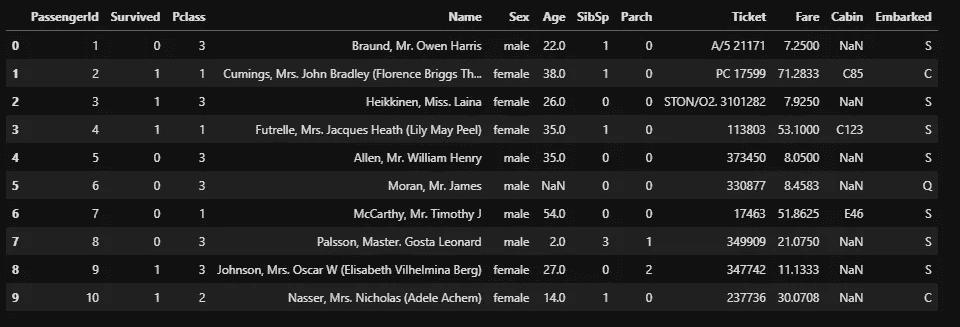 PassengerId Survived Pclass Name Sex Age SibSp Parch Ticket Fare Cabin Embarked
0 1 0 3 Braund, Mr. Owen Harris male 22.0 1 0 A/5 21171 7.2500 NaN S
1 2 1 1 Cumings, Mrs. John Bradley (Florence Briggs Th... female 38.0 1 0 PC 17599 71.2833 C85 C
2 3 1 3 Heikkinen, Miss. Laina female 26.0 0 0 STON/O2. 3101282 7.9250 NaN S
3 4 1 1 Futrelle, Mrs. Jacques Heath (Lily May Peel) female 35.0 1 0 113803 53.1000 C123 S
4 5 0 3 Allen, Mr. William Henry male 35.0 0 0 373450 8.0500 NaN S
5 6 0 3 Moran, Mr. James male NaN 0 0 330877 8.4583 NaN Q
6 7 0 1 McCarthy, Mr. Timothy J male 54.0 0 0 17463 51.8625 E46 S
7 8 0 3 Palsson, Master. Gosta Leonard male 2.0 3 1 349909 21.0750 NaN S
8 9 1 3 Johnson, Mrs. Oscar W (Elisabeth Vilhelmina Berg) female 27.0 0 2 347742 11.1333 NaN S
9 10 1 2 Nasser, Mrs. Nicholas (Adele Achem) female 14.0 1 0 237736 30.0708 NaN C